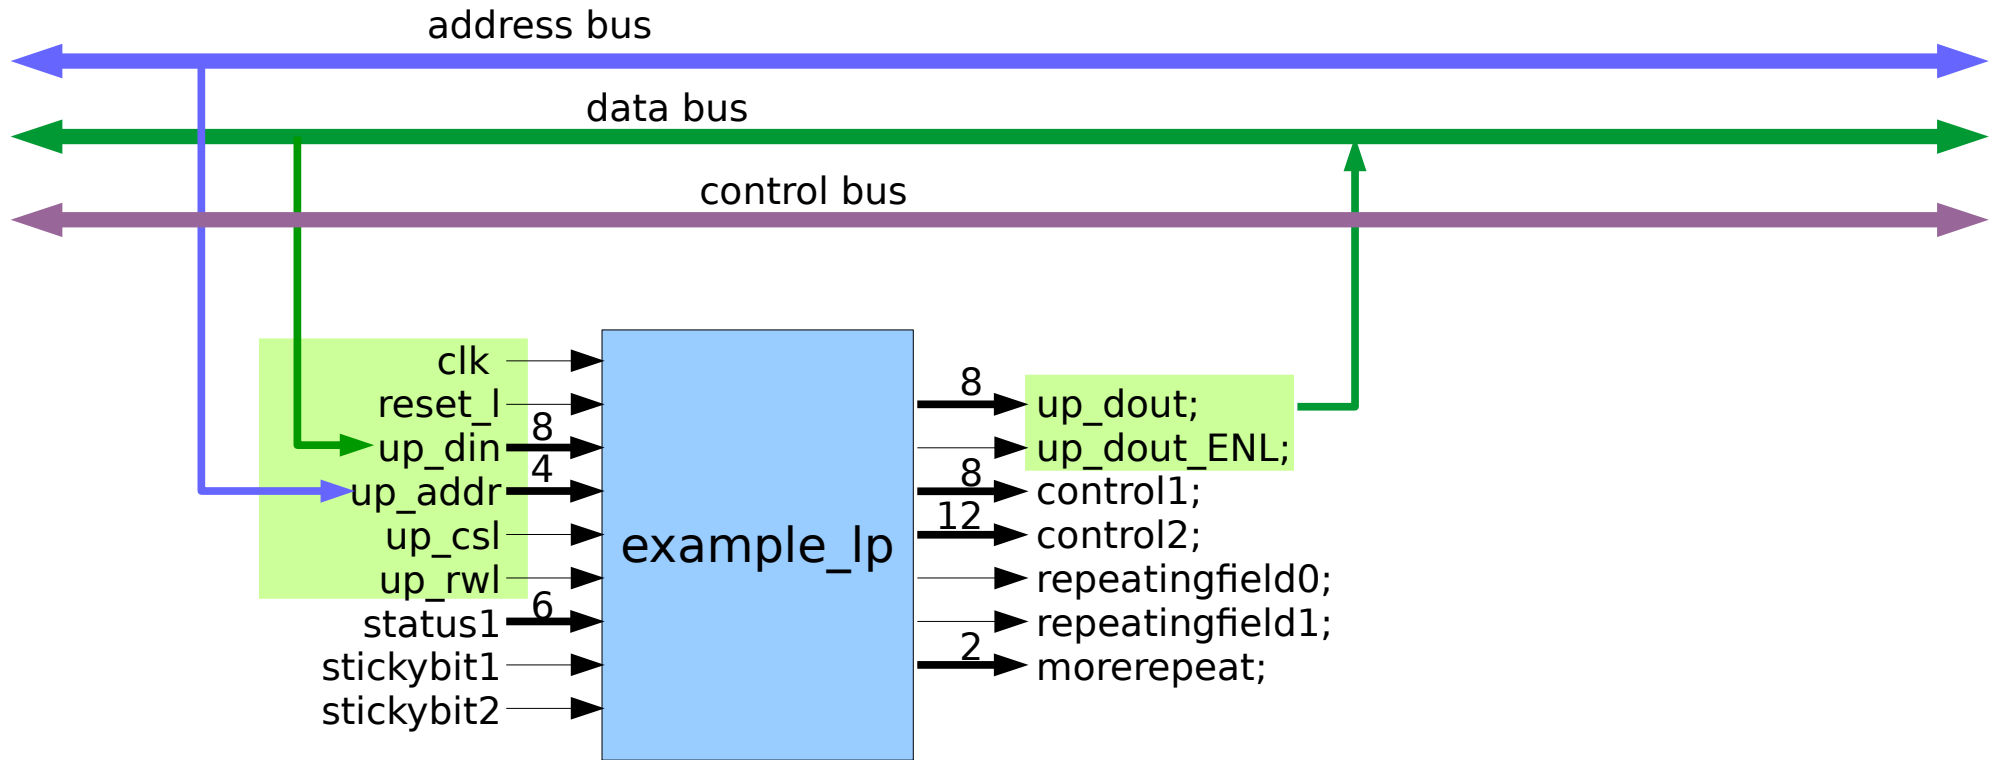 address bus
data bus
control bus
clk
reset_l
8
up_din
4
up_addr
up_csl
up_rwl
6
status1
stickybit1
stickybit2
example_lp
8
up_dout;
up_dout_ENL;
8
control1;
12
control2;
repeatingfield0;
repeatingfield1;
2
morerepeat;